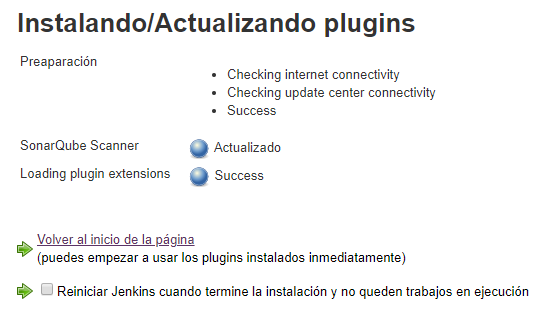 Instalando/Actualizando plugins
Preaparación
Checking internet connectivity
Checking update center connectivity
Success
SonarQube Scanner Actualizado
Loading plugin extensions Success
Volver al inicio de la página
(puedes empezar a usar los plugins instalados inmediatamente)
Reiniciar Jenkins cuando termine la instalación y no queden trabajos en ejecución